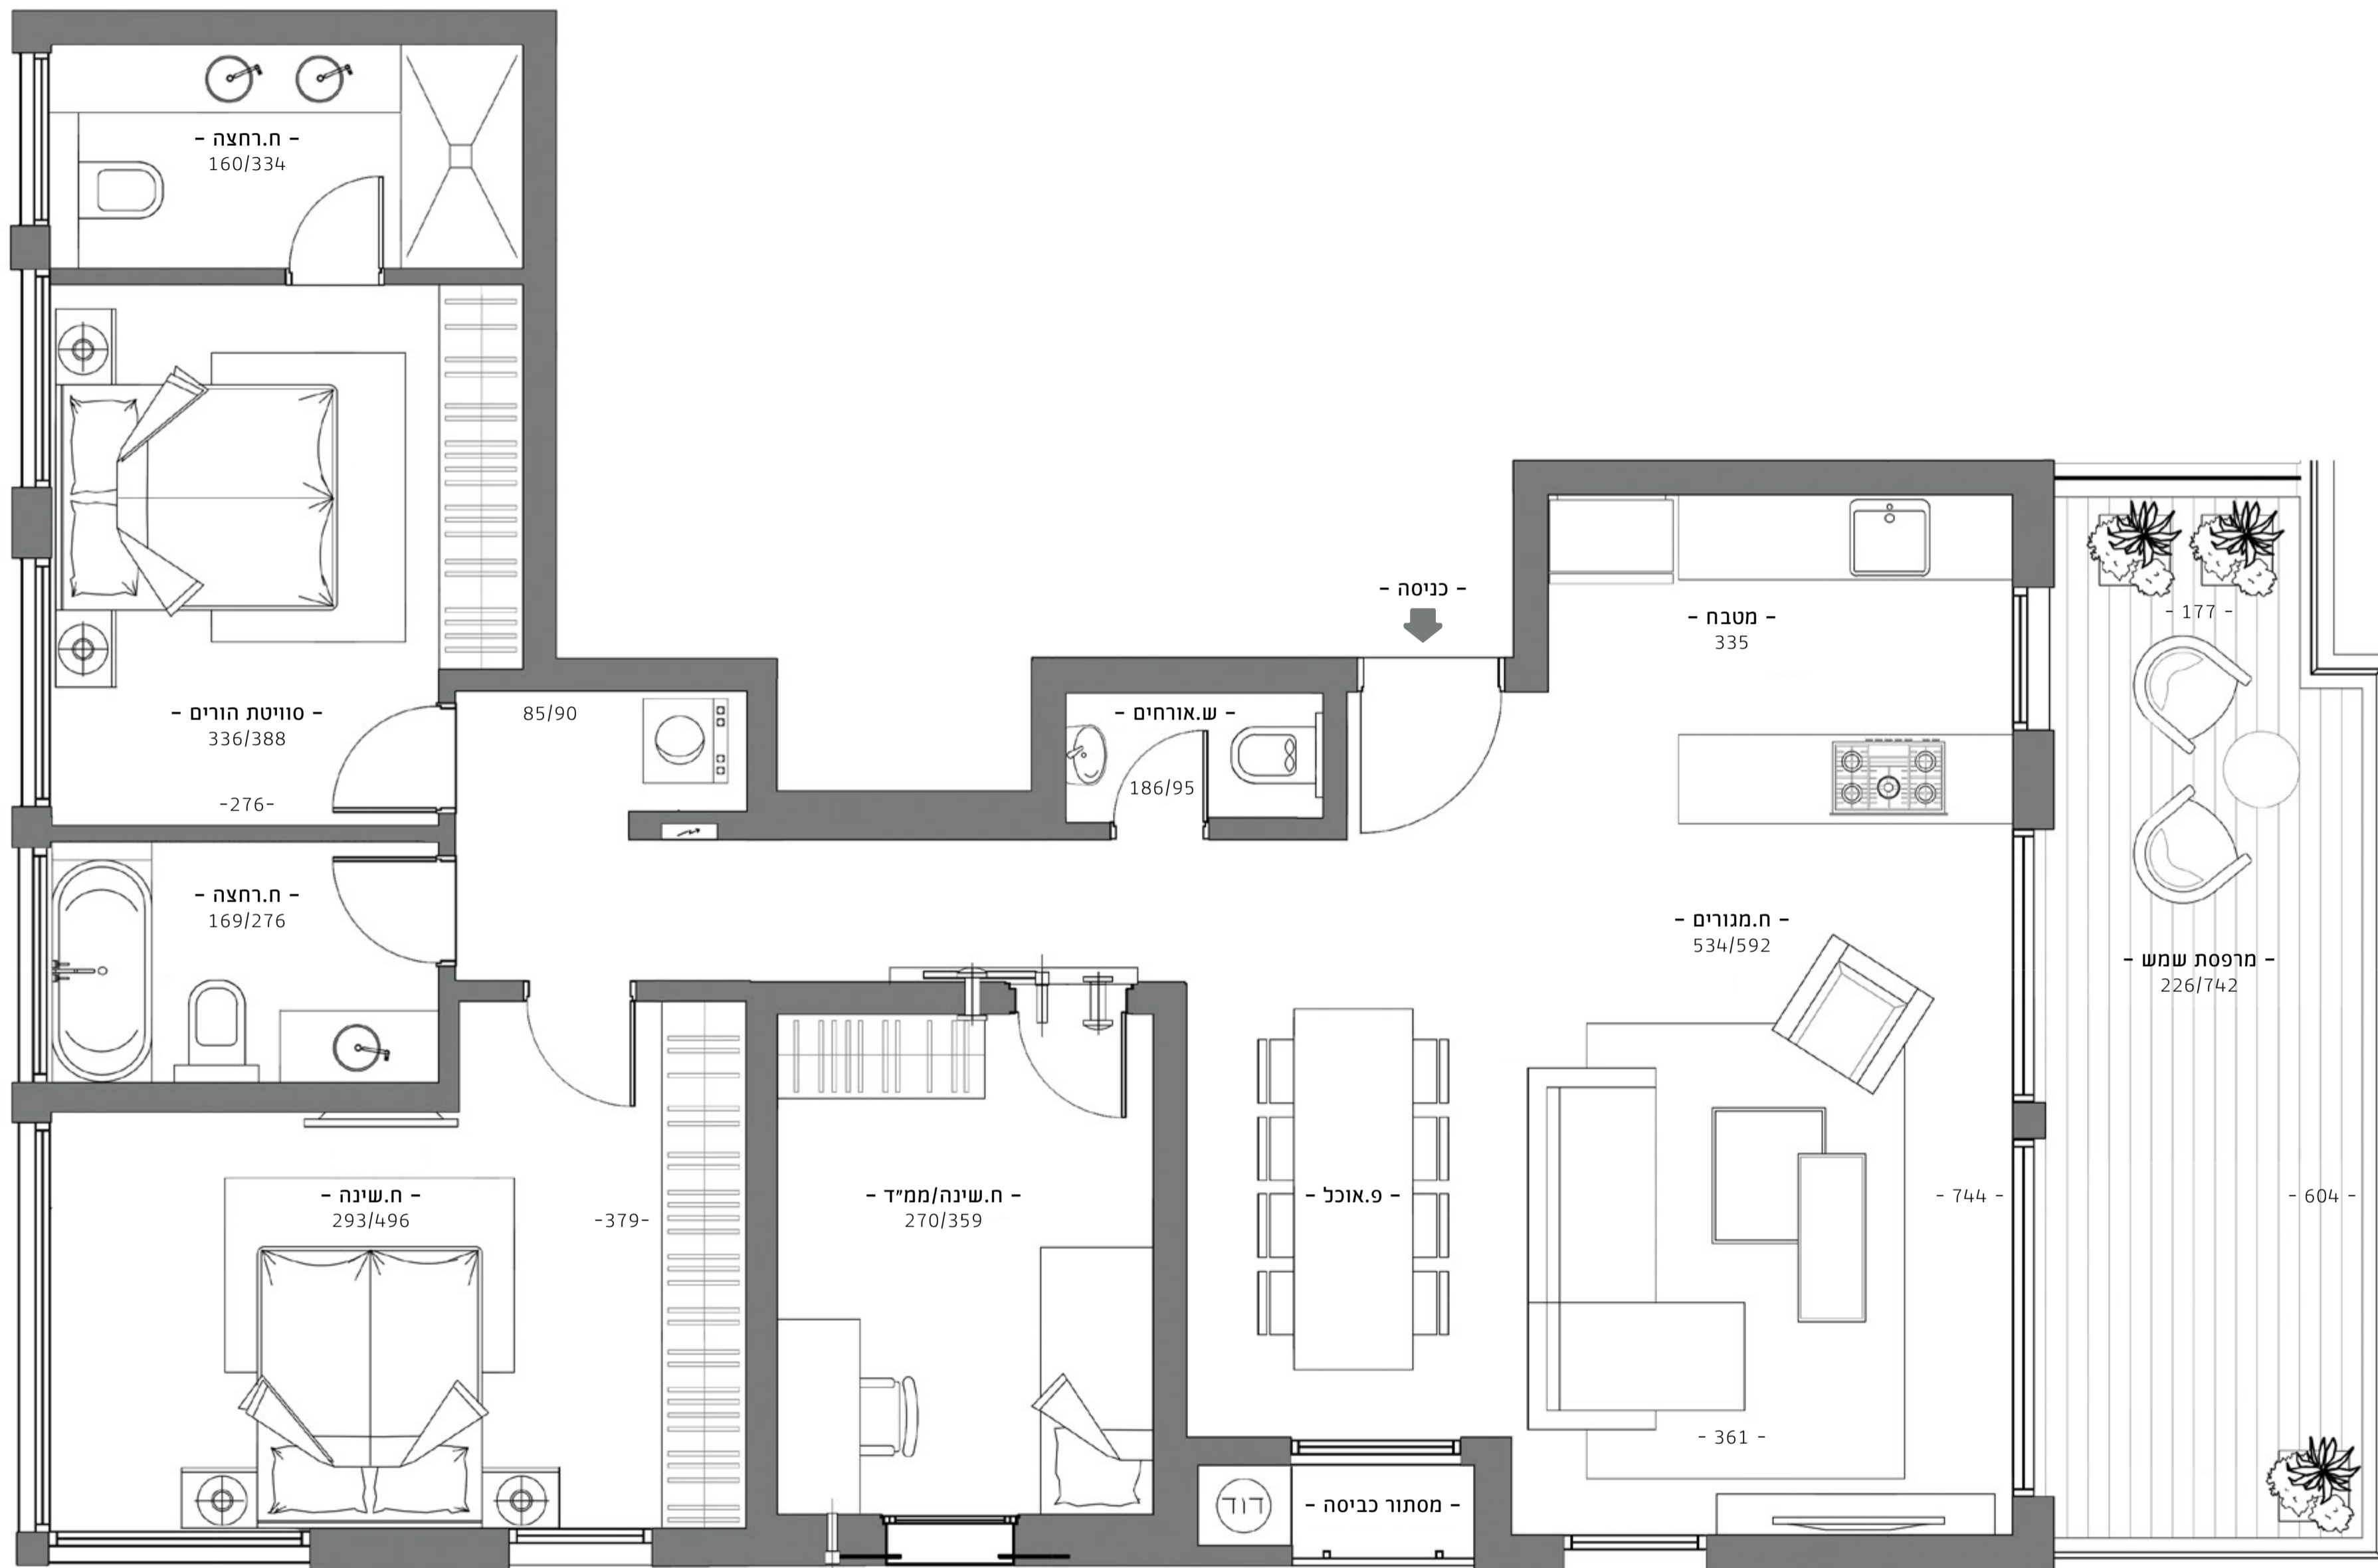 - ח.רחצה -
160/334
- כניסה -
- מטבח -
335
- 177 -
- סוויטת הורים -
336/388
-276-
85/90
- ש.אורחים -
186/95
- ח.רחצה -
169/276
- ח.מגורים -
534/592
- מרפסת שמש -
226/742
- ח.שינה -
293/496
-379-
- ח.שינה/ממ״ד -
270/359
- פ.אוכל -
- 744 -
- 604 -
- 361 -
דוד
- מסתור כביסה -